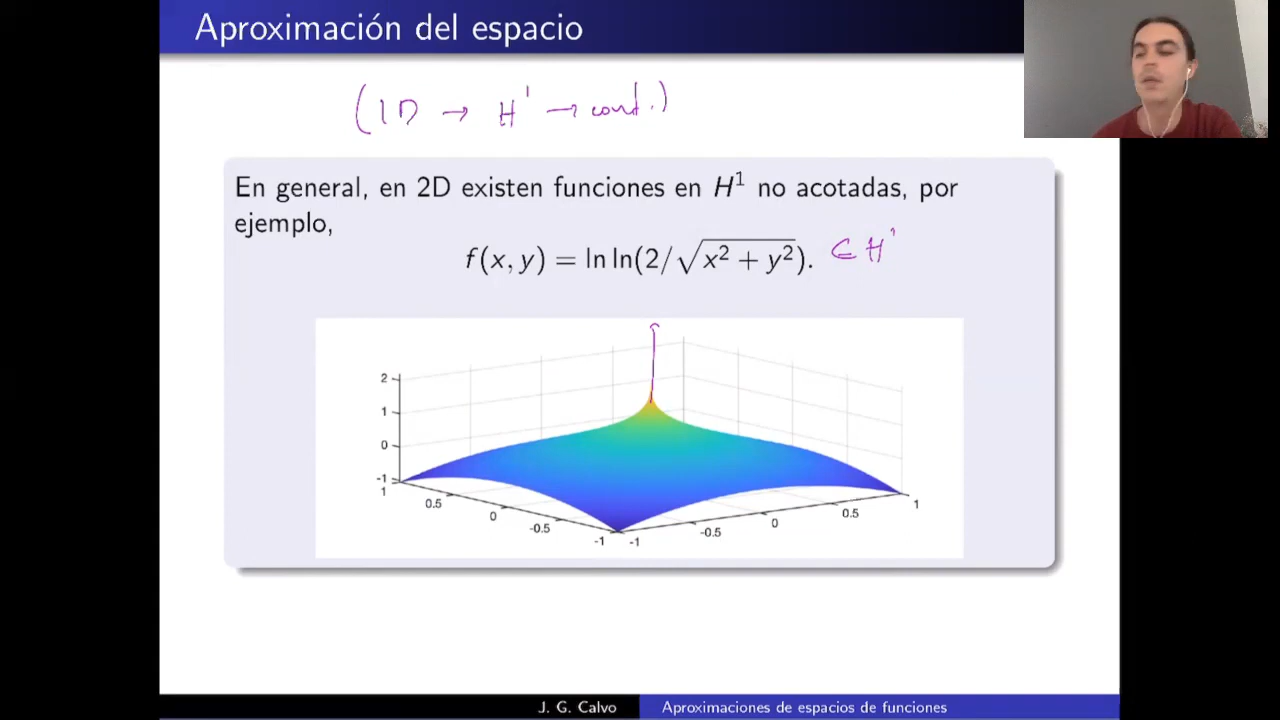 Aproximación del espacio
(1D → H¹ → cont.)
En general, en 2D existen funciones en H¹ no acotadas, por
ejemplo,
f(x, y) = ln ln(2/√x² + y²). ∈ H¹
2
1
0
-1
1
0.5
0
-0.5
-1
-1
-0.5
0
0.5
1
J. G. Calvo
Aproximaciones de espacios de funciones